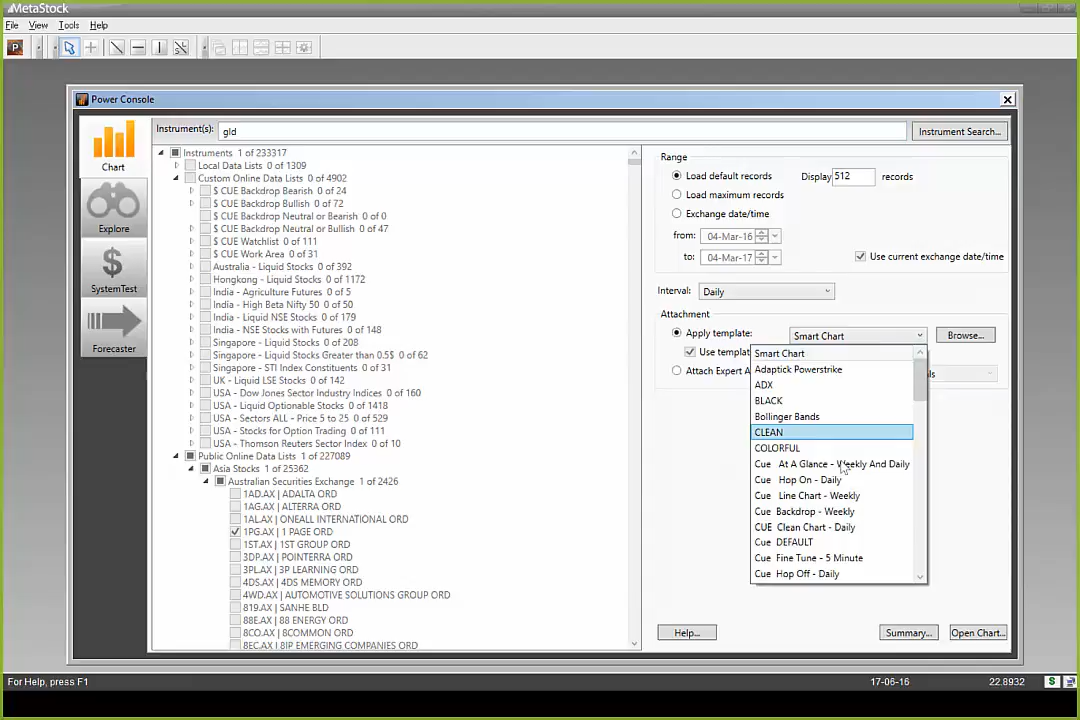 MetaStock
File View Tools Help
Power Console
Instrument(s): gld Instrument Search...
Chart
Explore
SystemTest
Forecaster
Instruments 1 of 233317
Local Data Lists 0 of 1309
Custom Online Data Lists 0 of 4902
$ CUE Backdrop Bearish 0 of 24
$ CUE Backdrop Bullish 0 of 72
$ CUE Backdrop Neutral or Bearish 0 of 0
$ CUE Backdrop Neutral or Bullish 0 of 47
$ CUE Watchlist 0 of 111
$ CUE Work Area 0 of 31
Australia - Liquid Stocks 0 of 392
Hongkong - Liquid Stocks 0 of 1172
India - Agriculture Futures 0 of 5
India - High Beta Nifty 50 0 of 50
India - Liquid NSE Stocks 0 of 179
India - NSE Stocks with Futures 0 of 148
Singapore - Liquid Stocks 0 of 208
Singapore - Liquid Stocks Greater than 0.5$ 0 of 62
Singapore - STI Index Constituents 0 of 31
UK - Liquid LSE Stocks 0 of 142
USA - Dow Jones Sector Industry Indices 0 of 160
USA - Liquid Optionable Stocks 0 of 1418
USA - Sectors ALL - Price 5 to 25 0 of 529
USA - Stocks for Option Trading 0 of 111
USA - Thomson Reuters Sector Index 0 of 10
Public Online Data Lists 1 of 227089
Asia Stocks 1 of 25362
Australian Securities Exchange 1 of 2426
1AD.AX | ADALTA ORD
1AG.AX | ALTERRA ORD
1AL.AX | ONEALL INTERNATIONAL ORD
1PG.AX | 1 PAGE ORD
1ST.AX | 1ST GROUP ORD
3DP.AX | POINTERRA ORD
3PL.AX | 3P LEARNING ORD
4DS.AX | 4DS MEMORY ORD
4WD.AX | AUTOMOTIVE SOLUTIONS GROUP ORD
819.AX | SANHE BLD
88E.AX | 88 ENERGY ORD
8CO.AX | 8COMMON ORD
8EC.AX | 8IP EMERGING COMPANIES ORD
Range
Load default records Display 512 records
Load maximum records
Exchange date/time
from: 04-Mar-16
to: 04-Mar-17 Use current exchange date/time
Interval: Daily
Attachment
Apply template: Smart Chart Browse...
Use templat
Attach Expert A ls
Smart Chart
Adaptick Powerstrike
ADX
BLACK
Bollinger Bands
CLEAN
COLORFUL
Cue At A Glance - Weekly And Daily
Cue Hop On - Daily
Cue Line Chart - Weekly
Cue Backdrop - Weekly
CUE Clean Chart - Daily
Cue DEFAULT
Cue Fine Tune - 5 Minute
Cue Hop Off - Daily
Help... Summary... Open Chart...
For Help, press F1 17-06-16 22.8932 $